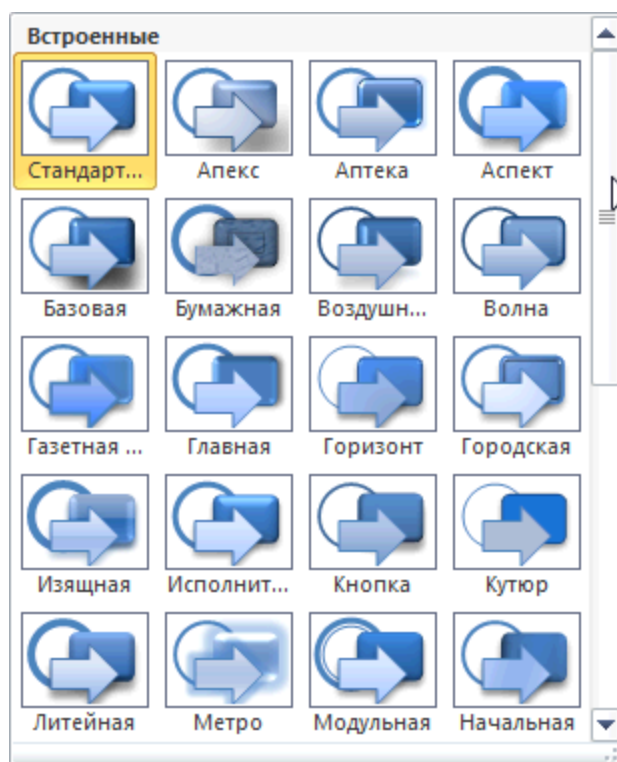 Встроенные
Стандарт... Апекс Аптека Аспект
Базовая Бумажная Воздушн... Волна
Газетная ... Главная Горизонт Городская
Изящная Исполнит... Кнопка Кутюр
Литейная Метро Модульная Начальная